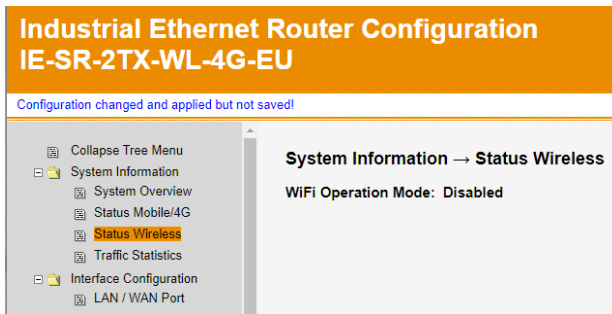 Industrial Ethernet Router Configuration
IE-SR-2TX-WL-4G-EU
Configuration changed and applied but not saved!
Collapse Tree Menu
System Information
System Overview
Status Mobile/4G
Status Wireless
Traffic Statistics
Interface Configuration
LAN / WAN Port
System Information → Status Wireless
WiFi Operation Mode: Disabled